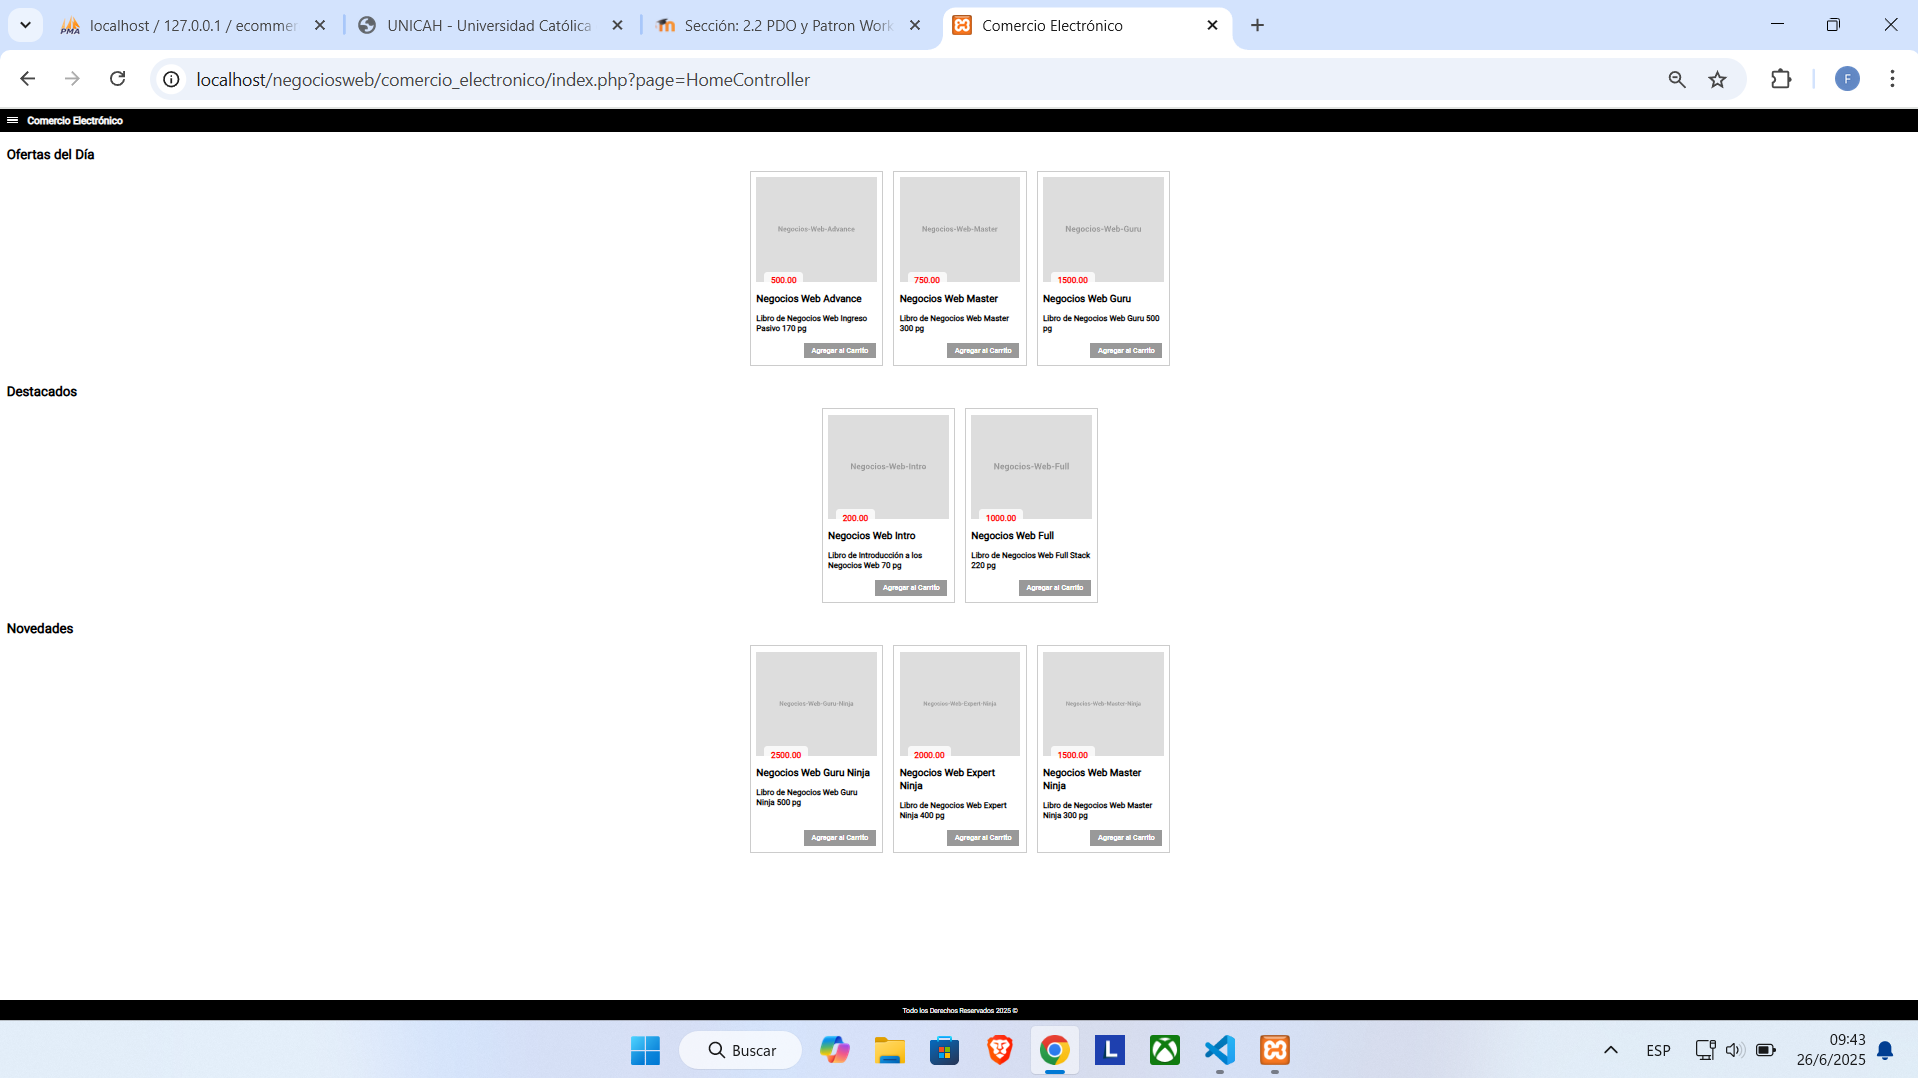 localhost / 127.0.0.1 / ecommer
UNICAH - Universidad Católica
Sección: 2.2 PDO y Patron Work
Comercio Electrónico
localhost/negociosweb/comercio_electronico/index.php?page=HomeController
F
Comercio Electrónico
Ofertas del Día
Negocios-Web-Advance
500.00
Negocios Web Advance
Libro de Negocios Web Ingreso
Pasivo 170 pg
Agregar al Carrito
Negocios-Web-Master
750.00
Negocios Web Master
Libro de Negocios Web Master
300 pg
Agregar al Carrito
Negocios-Web-Guru
1500.00
Negocios Web Guru
Libro de Negocios Web Guru 500
pg
Agregar al Carrito
Destacados
Negocios-Web-Intro
200.00
Negocios Web Intro
Libro de Introducción a los
Negocios Web 70 pg
Agregar al Carrito
Negocios-Web-Full
1000.00
Negocios Web Full
Libro de Negocios Web Full Stack
220 pg
Agregar al Carrito
Novedades
Negocios-Web-Guru-Ninja
2500.00
Negocios Web Guru Ninja
Libro de Negocios Web Guru
Ninja 500 pg
Agregar al Carrito
Negocios-Web-Expert-Ninja
2000.00
Negocios Web Expert
Ninja
Libro de Negocios Web Expert
Ninja 400 pg
Agregar al Carrito
Negocios-Web-Master-Ninja
1500.00
Negocios Web Master
Ninja
Libro de Negocios Web Master
Ninja 300 pg
Agregar al Carrito
Todo los Derechos Reservados 2025 ©
Buscar
L
ESP
09:43
26/6/2025